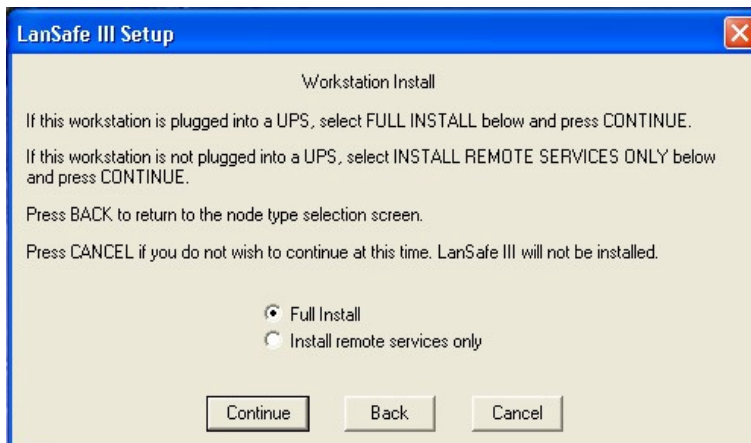 LanSafe III Setup
Workstation Install
If this workstation is plugged into a UPS, select FULL INSTALL below and press CONTINUE.
If this workstation is not plugged into a UPS, select INSTALL REMOTE SERVICES ONLY below
and press CONTINUE.
Press BACK to return to the node type selection screen.
Press CANCEL if you do not wish to continue at this time. LanSafe III will not be installed.
Full Install
Install remote services only
Continue Back Cancel